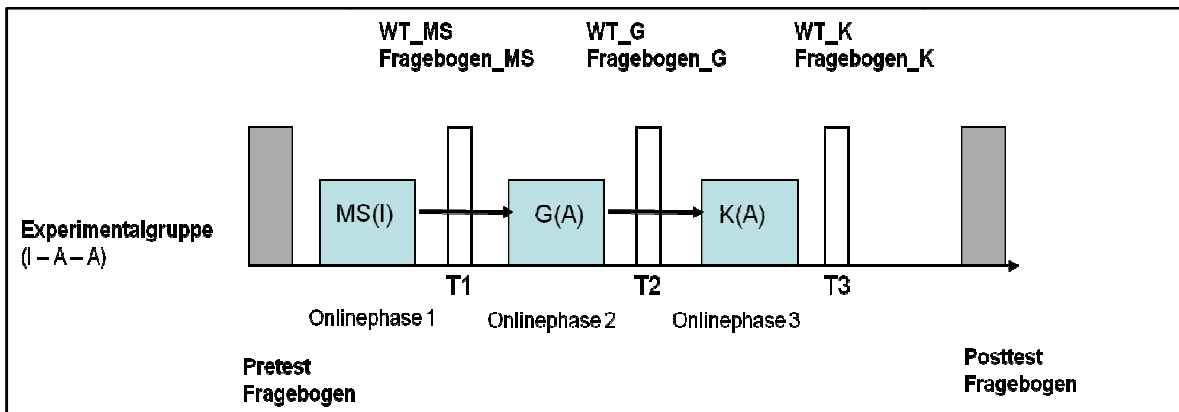 WT_MS
Fragebogen_MS
WT_G
Fragebogen_G
WT_K
Fragebogen_K
MS(I)
G(A)
K(A)
Experimentalgruppe
(I – A – A)
T1
T2
T3
Onlinephase 1
Onlinephase 2
Onlinephase 3
Pretest
Fragebogen
Posttest
Fragebogen